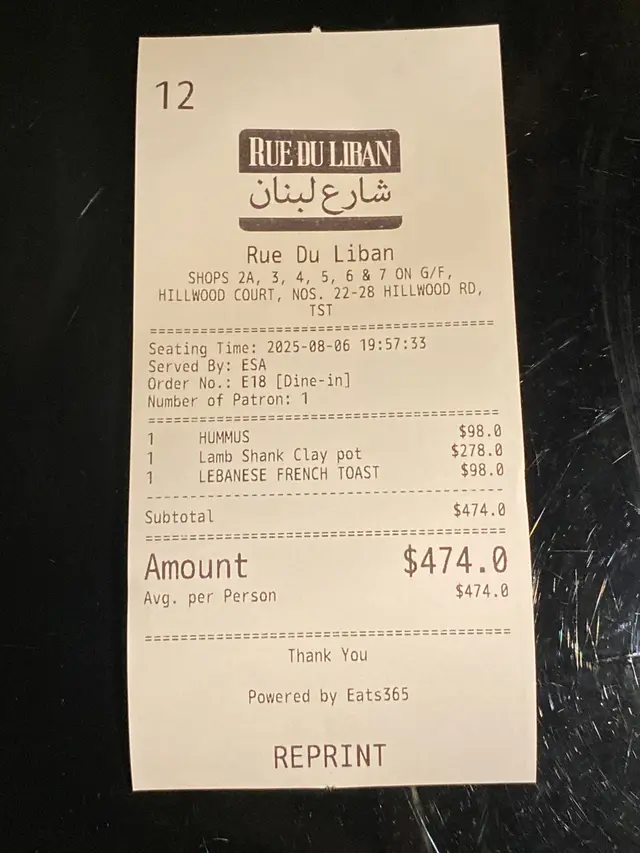 12
RUE DU LIBAN
شارع لبنان
Rue Du Liban
SHOPS 2A, 3, 4, 5, 6 & 7 ON G/F,
HILLWOOD COURT, NOS. 22-28 HILLWOOD RD,
TST
Seating Time: 2025-08-06 19:57:33
Served By: ESA
Order No.: E18 [Dine-in]
Number of Patron: 1
1 HUMMUS $98.0
1 Lamb Shank Clay pot $278.0
1 LEBANESE FRENCH TOAST $98.0
Subtotal $474.0
Amount $474.0
Avg. per Person $474.0
Thank You
Powered by Eats365
REPRINT